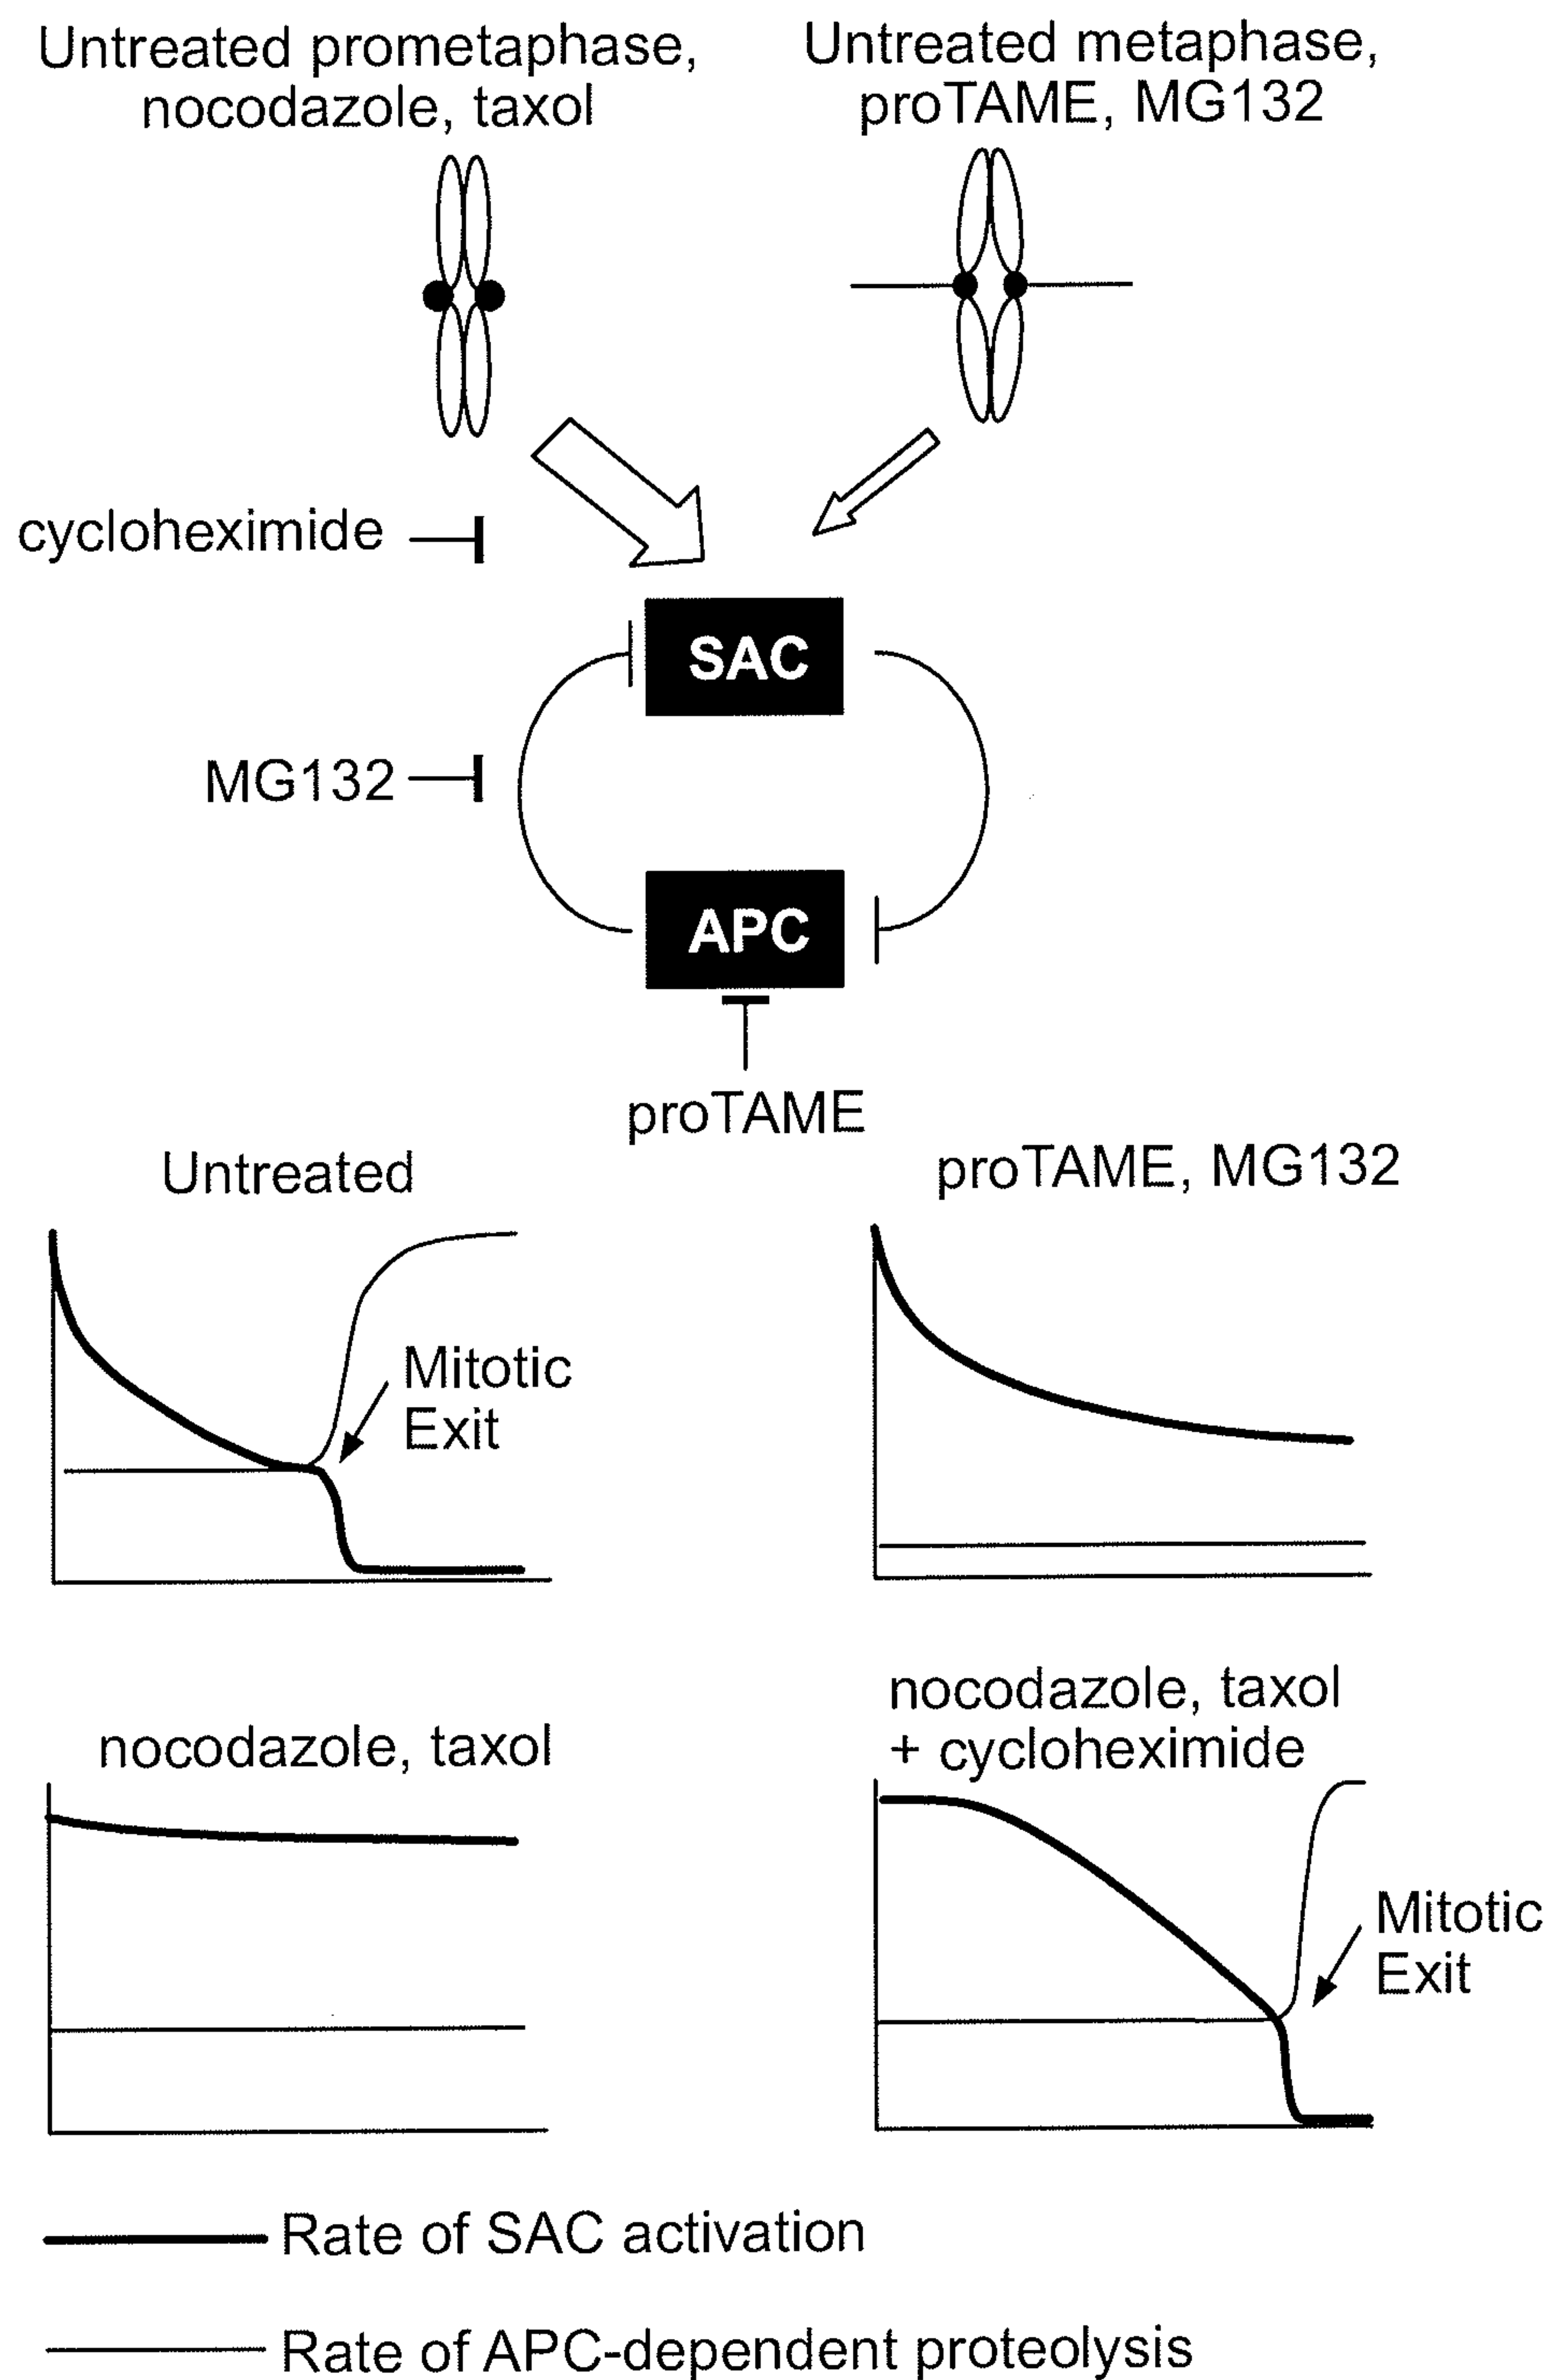 Untreated prometaphase,
nocodazole, taxol
Untreated metaphase,
proTAME, MG132
cycloheximide
SAC
MG132
APC
proTAME
Untreated
Mitotic
Exit
proTAME, MG132
nocodazole, taxol
nocodazole, taxol
+ cycloheximide
Mitotic
Exit
Rate of SAC activation
Rate of APC-dependent proteolysis